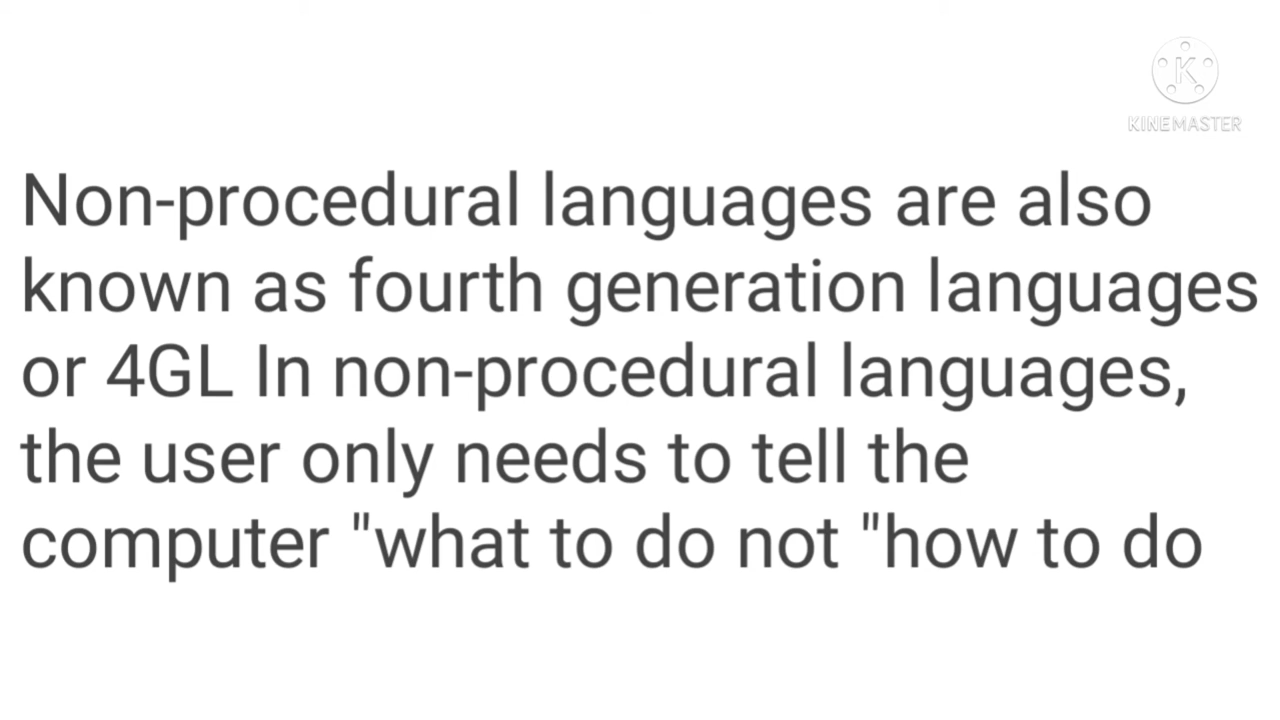 KINEMASTER
Non-procedural languages are also
known as fourth generation languages
or 4GL In non-procedural languages,
the user only needs to tell the
computer "what to do not "how to do